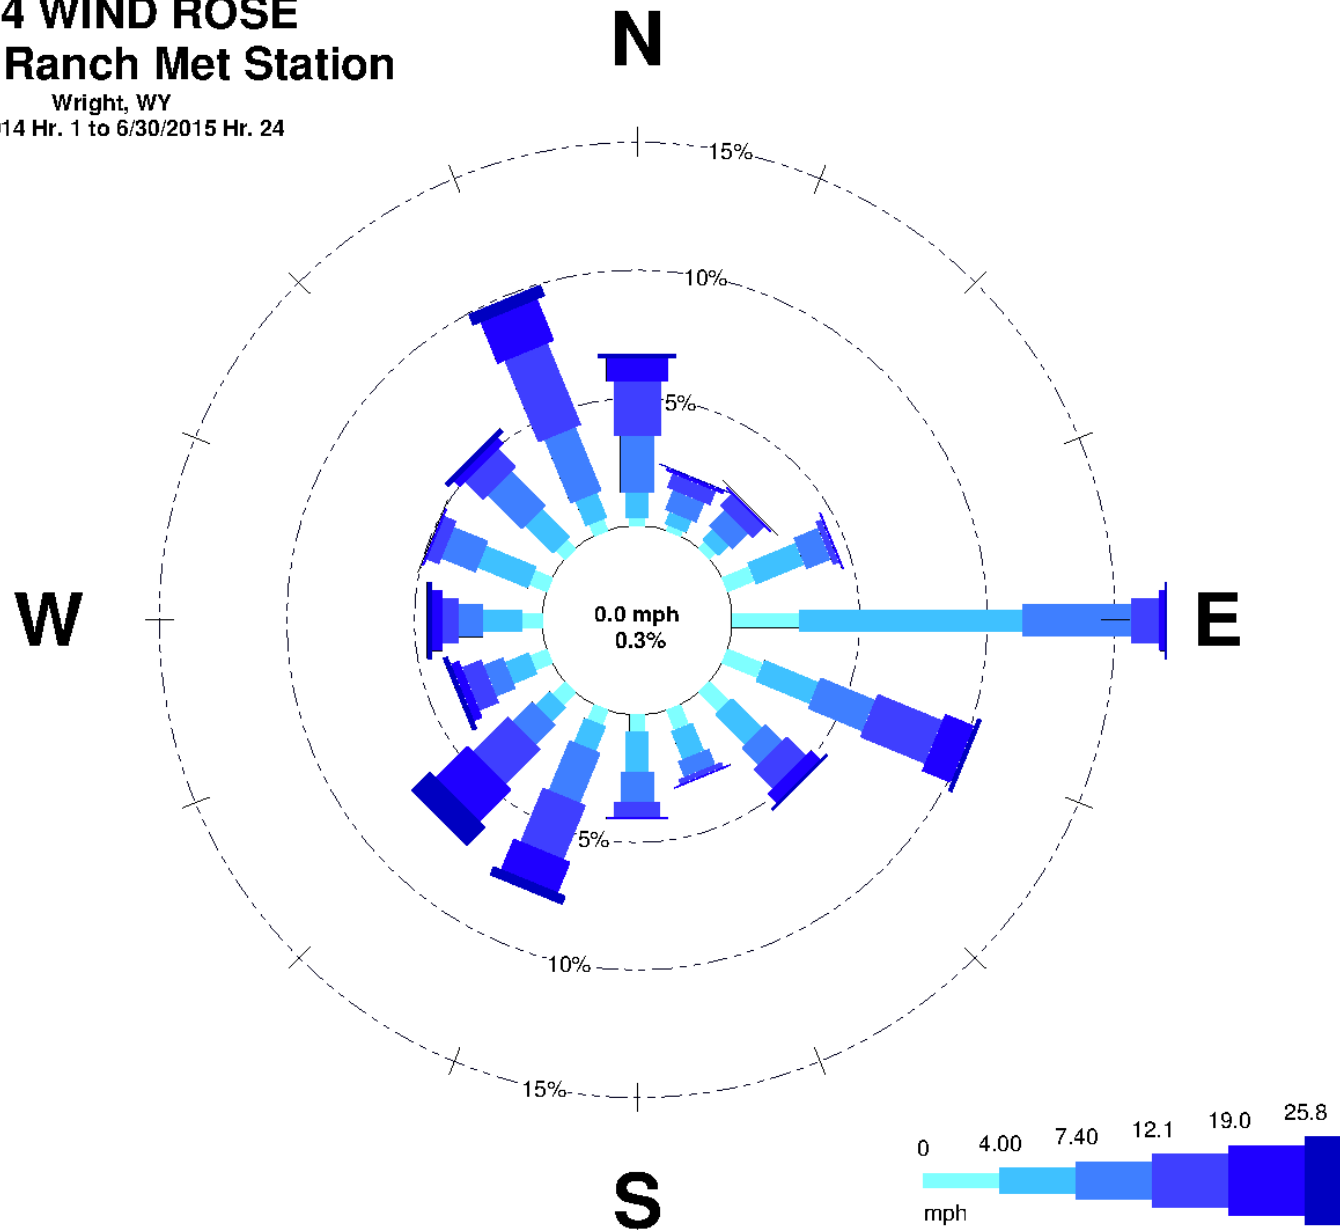 4 WIND ROSE
Ranch Met Station
Wright, WY
14 Hr. 1 to 6/30/2015 Hr. 24
N
15%
10%
5%
W
0.0 mph
0.3%
E
5%
10%
15%
S
0
4.00
7.40
12.1
19.0
25.8
mph